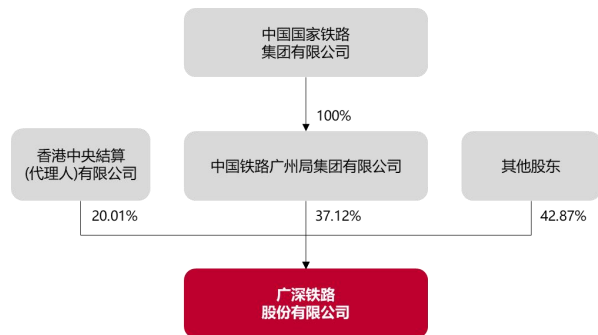 中国国家铁路
集团有限公司
100%
香港中央結算
(代理人)有限公司
中国铁路广州局集团有限公司
其他股东
20.01%
37.12%
42.87%
广深铁路
股份有限公司